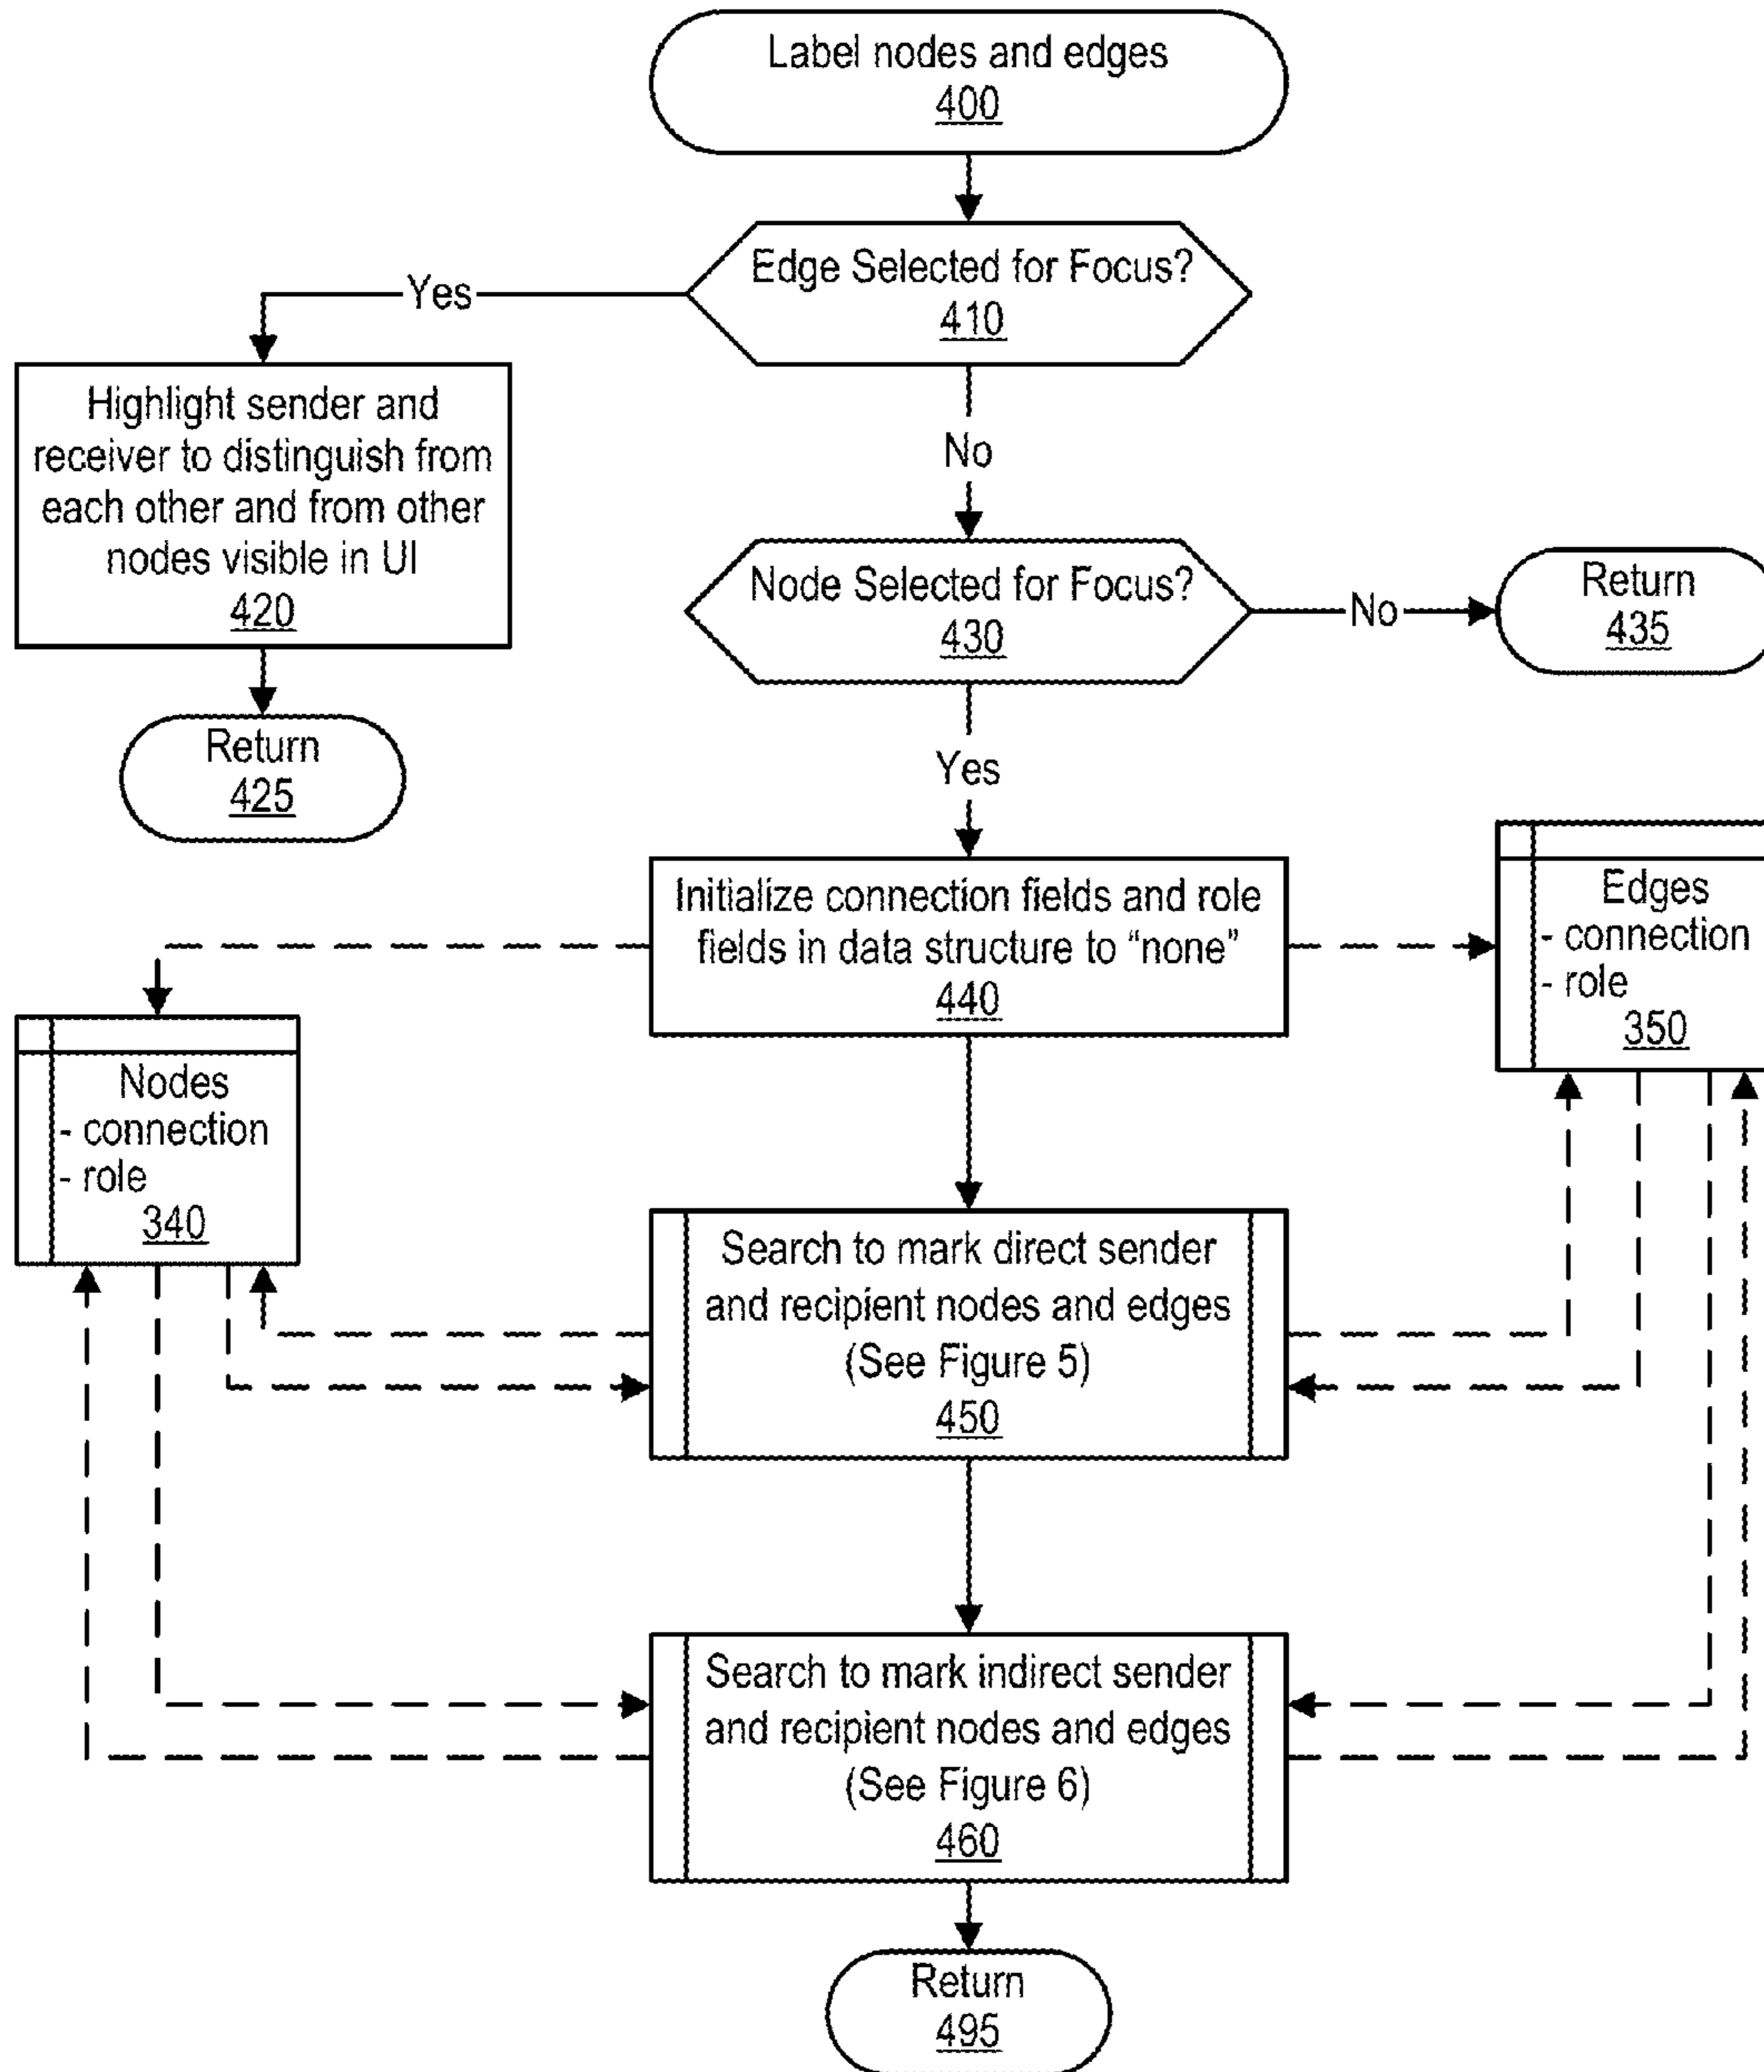 Label nodes and edges
400
Edge Selected for Focus?
410
Yes
No
Highlight sender and
receiver to distinguish from
each other and from other
nodes visible in UI
420
Return
425
Node Selected for Focus?
430
No
Return
435
Yes
Initialize connection fields and role
fields in data structure to “none”
440
Edges
- connection
- role
350
Nodes
- connection
- role
340
Search to mark direct sender
and recipient nodes and edges
(See Figure 5)
450
Search to mark indirect sender
and recipient nodes and edges
(See Figure 6)
460
Return
495